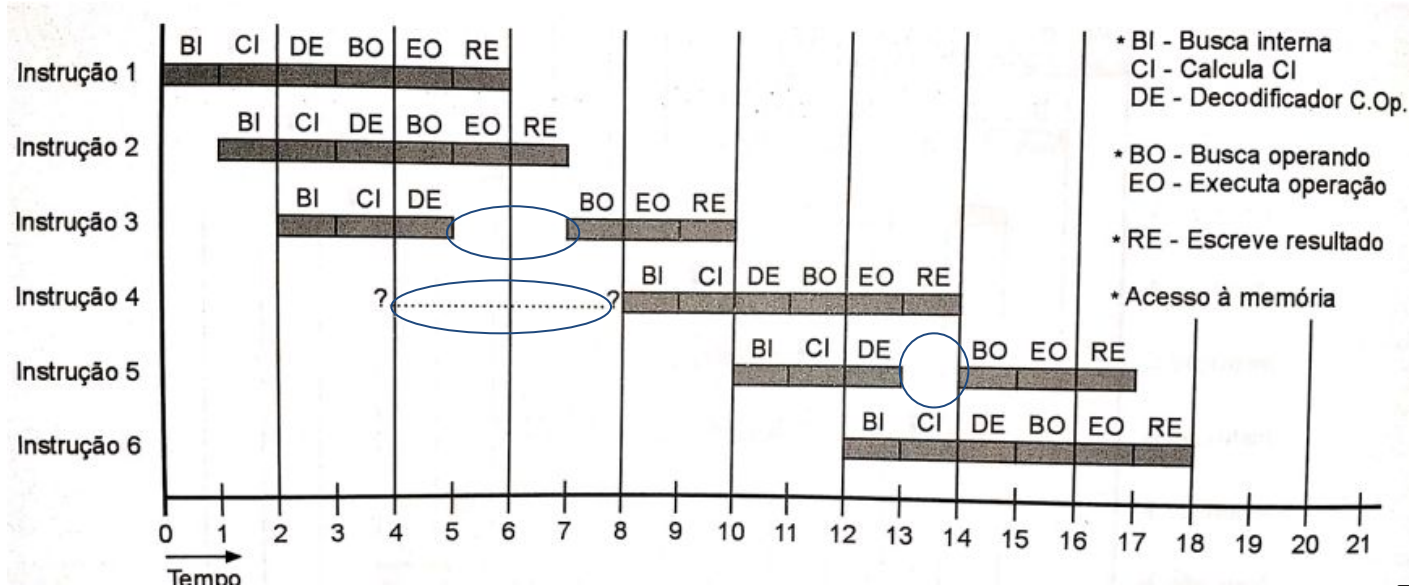 BI CI DE BO EO RE
Instrução 1
BI CI DE BO EO RE
Instrução 2
BI CI DE BO EO RE
Instrução 3
BI CI DE BO EO RE
Instrução 4 ? ?
BI CI DE BO EO RE
Instrução 5
BI CI DE BO EO RE
Instrução 6
0 1 2 3 4 5 6 7 8 9 10 11 12 13 14 15 16 17 18 19 20 21
Tempo
* BI - Busca interna
CI - Calcula CI
DE - Decodificador C.Op.
* BO - Busca operando
EO - Executa operação
* RE - Escreve resultado
* Acesso à memória